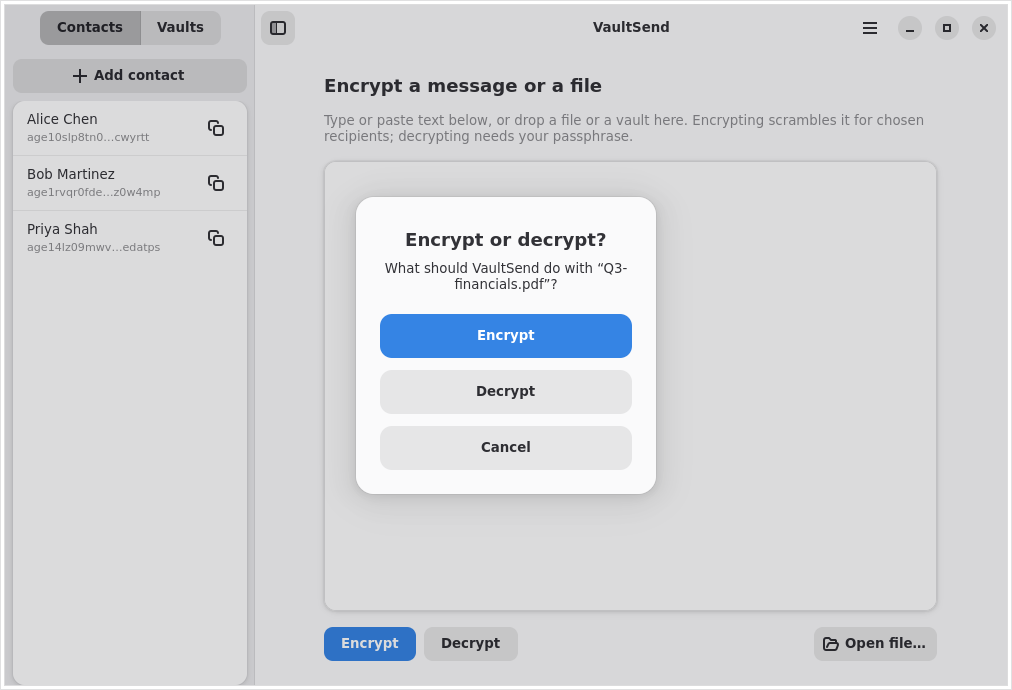 Contacts
Vaults
VaultSend
Add contact
Alice Chen
age10slp8tn0…cwyrtt
Bob Martinez
age1rvqr0fde…z0w4mp
Priya Shah
age14lz09mwv…edatps
Encrypt a message or a file
Type or paste text below, or drop a file or a vault here. Encrypting scrambles it for chosen
recipients; decrypting needs your passphrase.
Encrypt or decrypt?
What should VaultSend do with “Q3-
financials.pdf”?
Encrypt
Decrypt
Cancel
Encrypt
Decrypt
Open file…